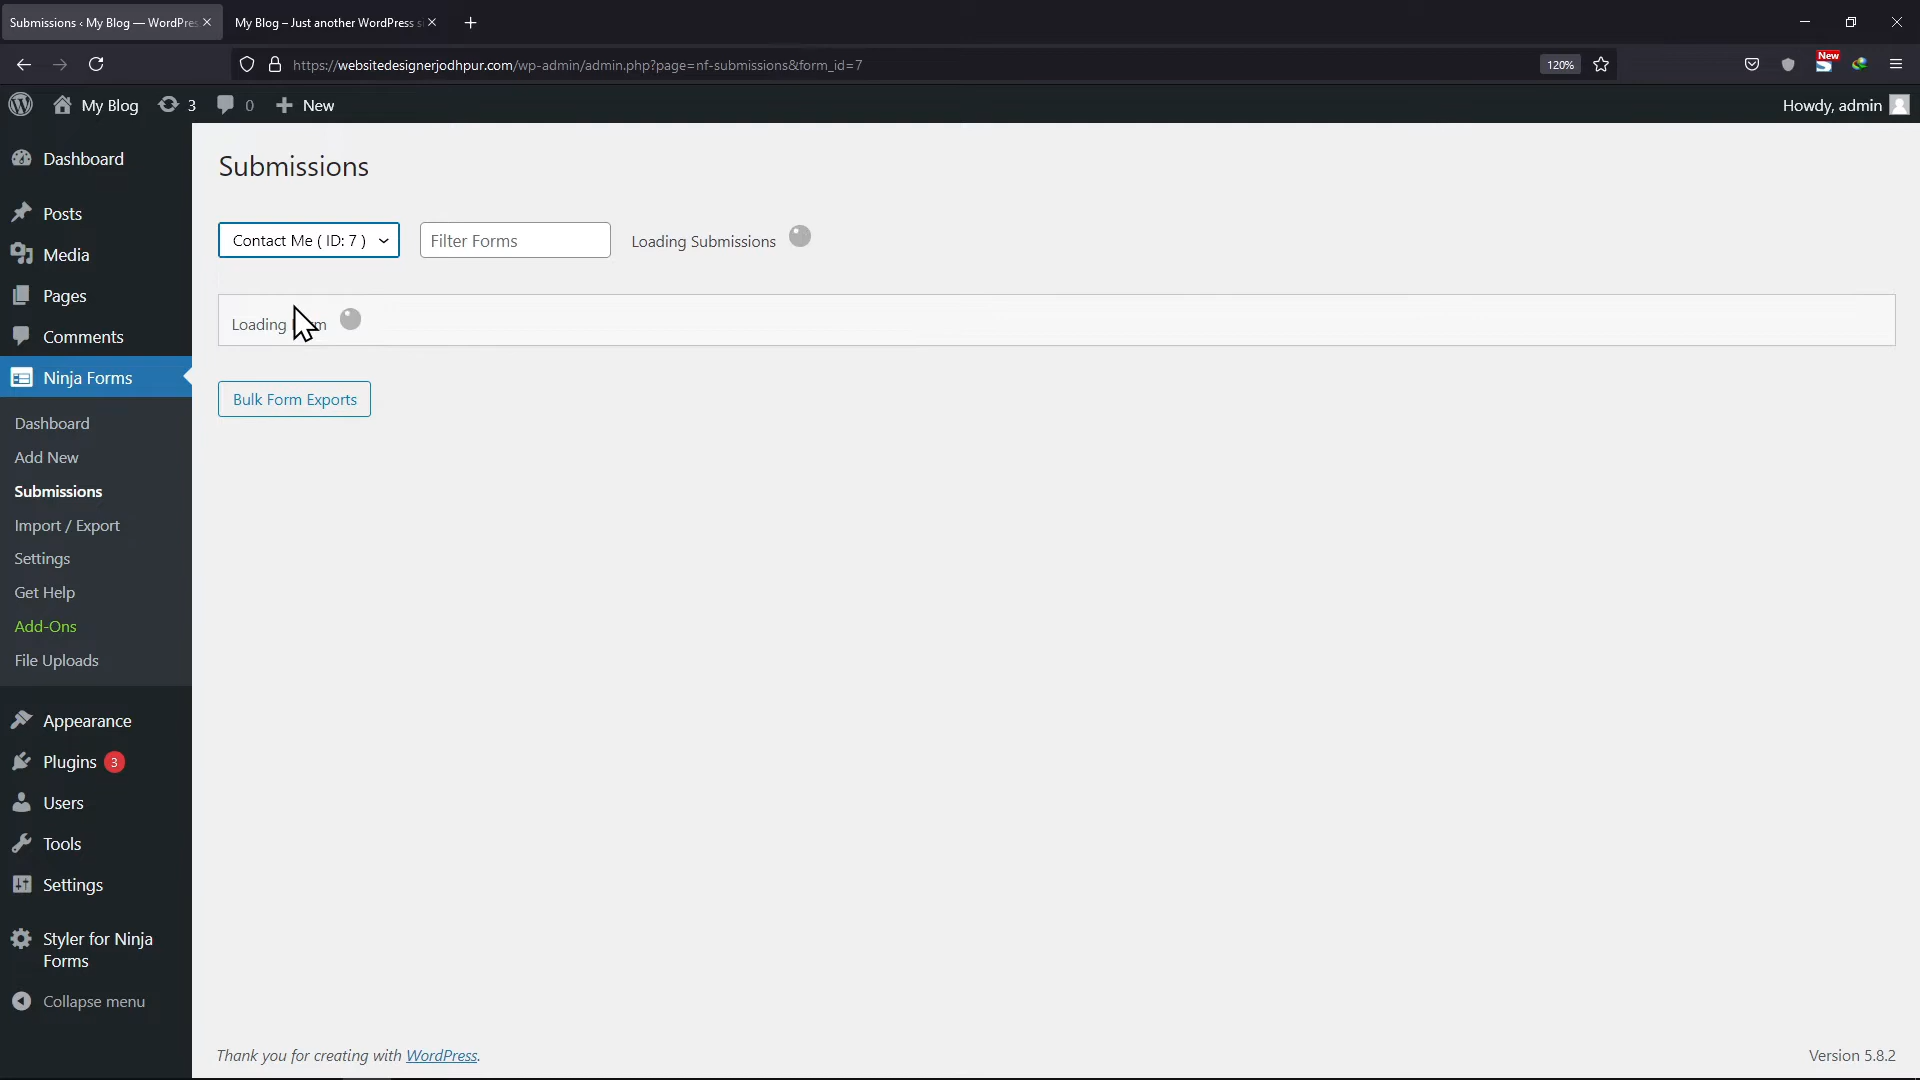 Submissions ‹ My Blog — WordPres
My Blog – Just another WordPress s
https://websitedesignerjodhpur.com/wp-admin/admin.php?page=nf-submissions&form_id=7
120%
New
My Blog
3
0
New
Howdy, admin
Dashboard
Posts
Media
Pages
Comments
Ninja Forms
Dashboard
Add New
Submissions
Import / Export
Settings
Get Help
Add-Ons
File Uploads
Appearance
Plugins 3
Users
Tools
Settings
Styler for Ninja
Forms
Collapse menu
Submissions
Contact Me ( ID: 7 )
Filter Forms
Loading Submissions
Loading
Bulk Form Exports
Thank you for creating with WordPress.
Version 5.8.2